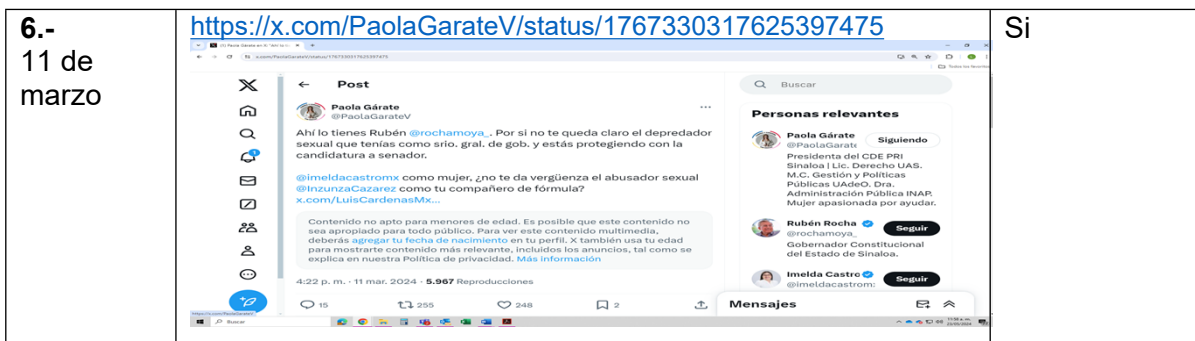 6.-
11 de
marzo
https://x.com/PaolaGarateV/status/1767330317625397475
Si
x.com/PaolaGarateV/status/1767330317625397475
Post
Buscar
Paola Gárate
@PaolaGarateV
Ahí lo tienes Rubén @rochamoya_. Por si no te queda claro el depredador
sexual que tenías como srio. gral. de gob. y estás protegiendo con la
candidatura a senador.
@imeldacastromx como mujer, ¿no te da vergüenza el abusador sexual
@InzunzaCazarez como tu compañero de fórmula?
x.com/LuisCardenasMx...
Contenido no apto para menores de edad. Es posible que este contenido no
sea apropiado para todo público. Para ver este contenido multimedia,
deberás agregar tu fecha de nacimiento en tu perfil. X también usa tu edad
para mostrarte contenido más relevante, incluidos los anuncios, tal como se
explica en nuestra Política de privacidad. Más información
4:22 p. m. · 11 mar. 2024 · 5.967 Reproducciones
15 255 248 2
Personas relevantes
Paola Gárate
@PaolaGarat
Siguiendo
Presidenta del CDE PRI
Sinaloa | Lic. Derecho UAS.
M.C. Gestión y Políticas
Públicas UAdeO. Dra.
Administración Pública INAP.
Mujer apasionada por ayudar.
Rubén Rocha
@rochamoya_
Seguir
Gobernador Constitucional
del Estado de Sinaloa.
Imelda Castro
@imeldacastrom:
Seguir
Mensajes
Buscar